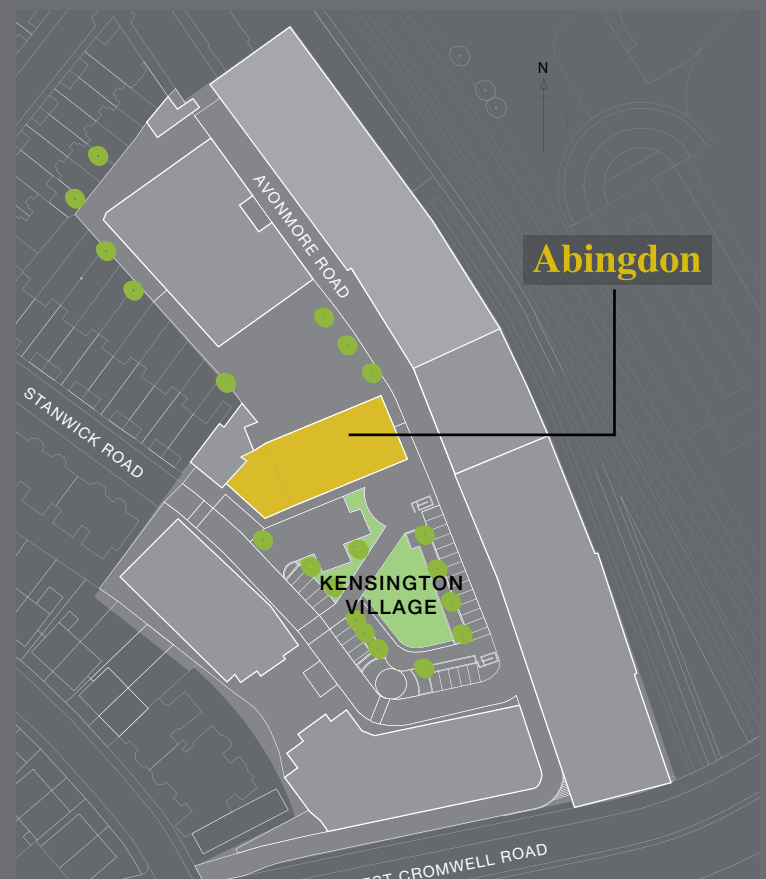 N
AVONMORE ROAD
Abingdon
STANWICK ROAD
KENSINGTON
VILLAGE
CROMWELL ROAD